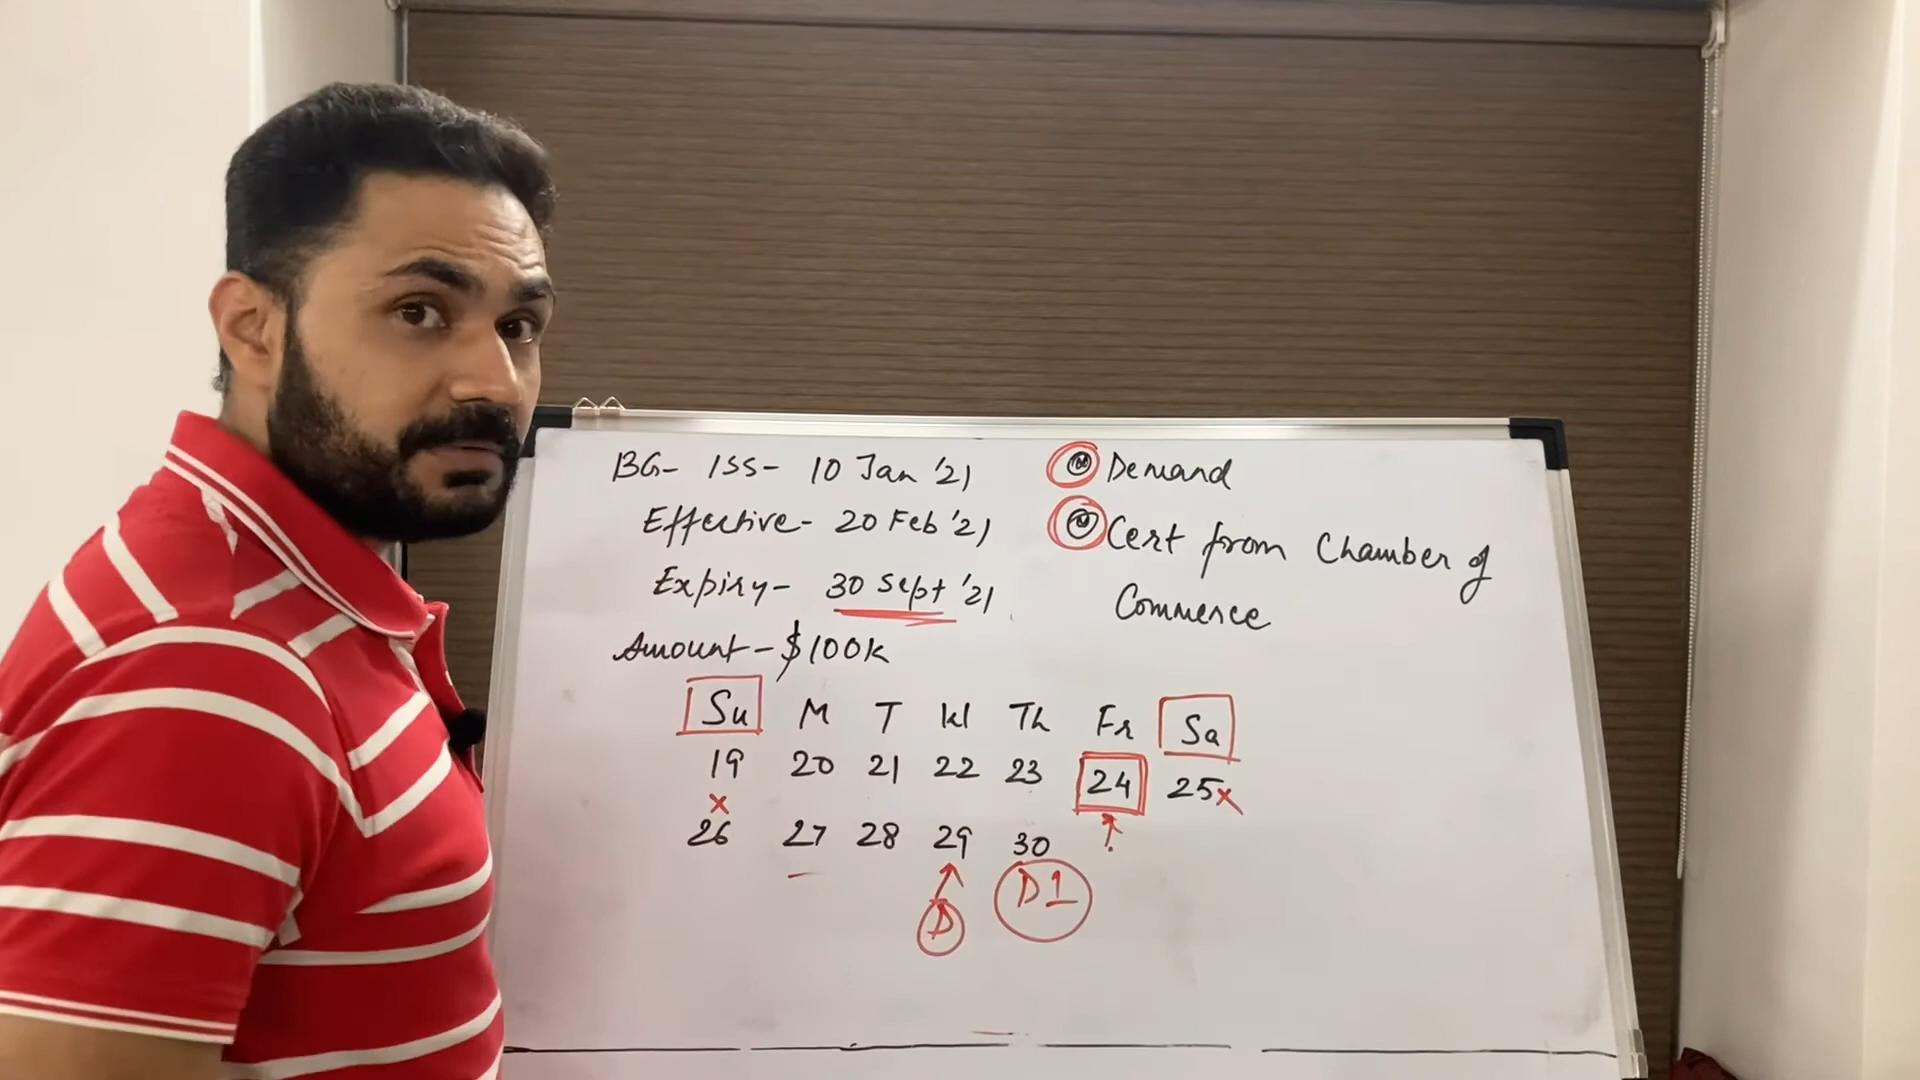 BG- ISS- 10 Jan '21
Effective- 20 Feb '21
Expiry- 30 Sept '21
Amount- $100k
Demand
Cert from Chamber of
Commerce
Su M T W Th Fr Sa
19 20 21 22 23 24 25x
x
26 27 28 29 30
D D1